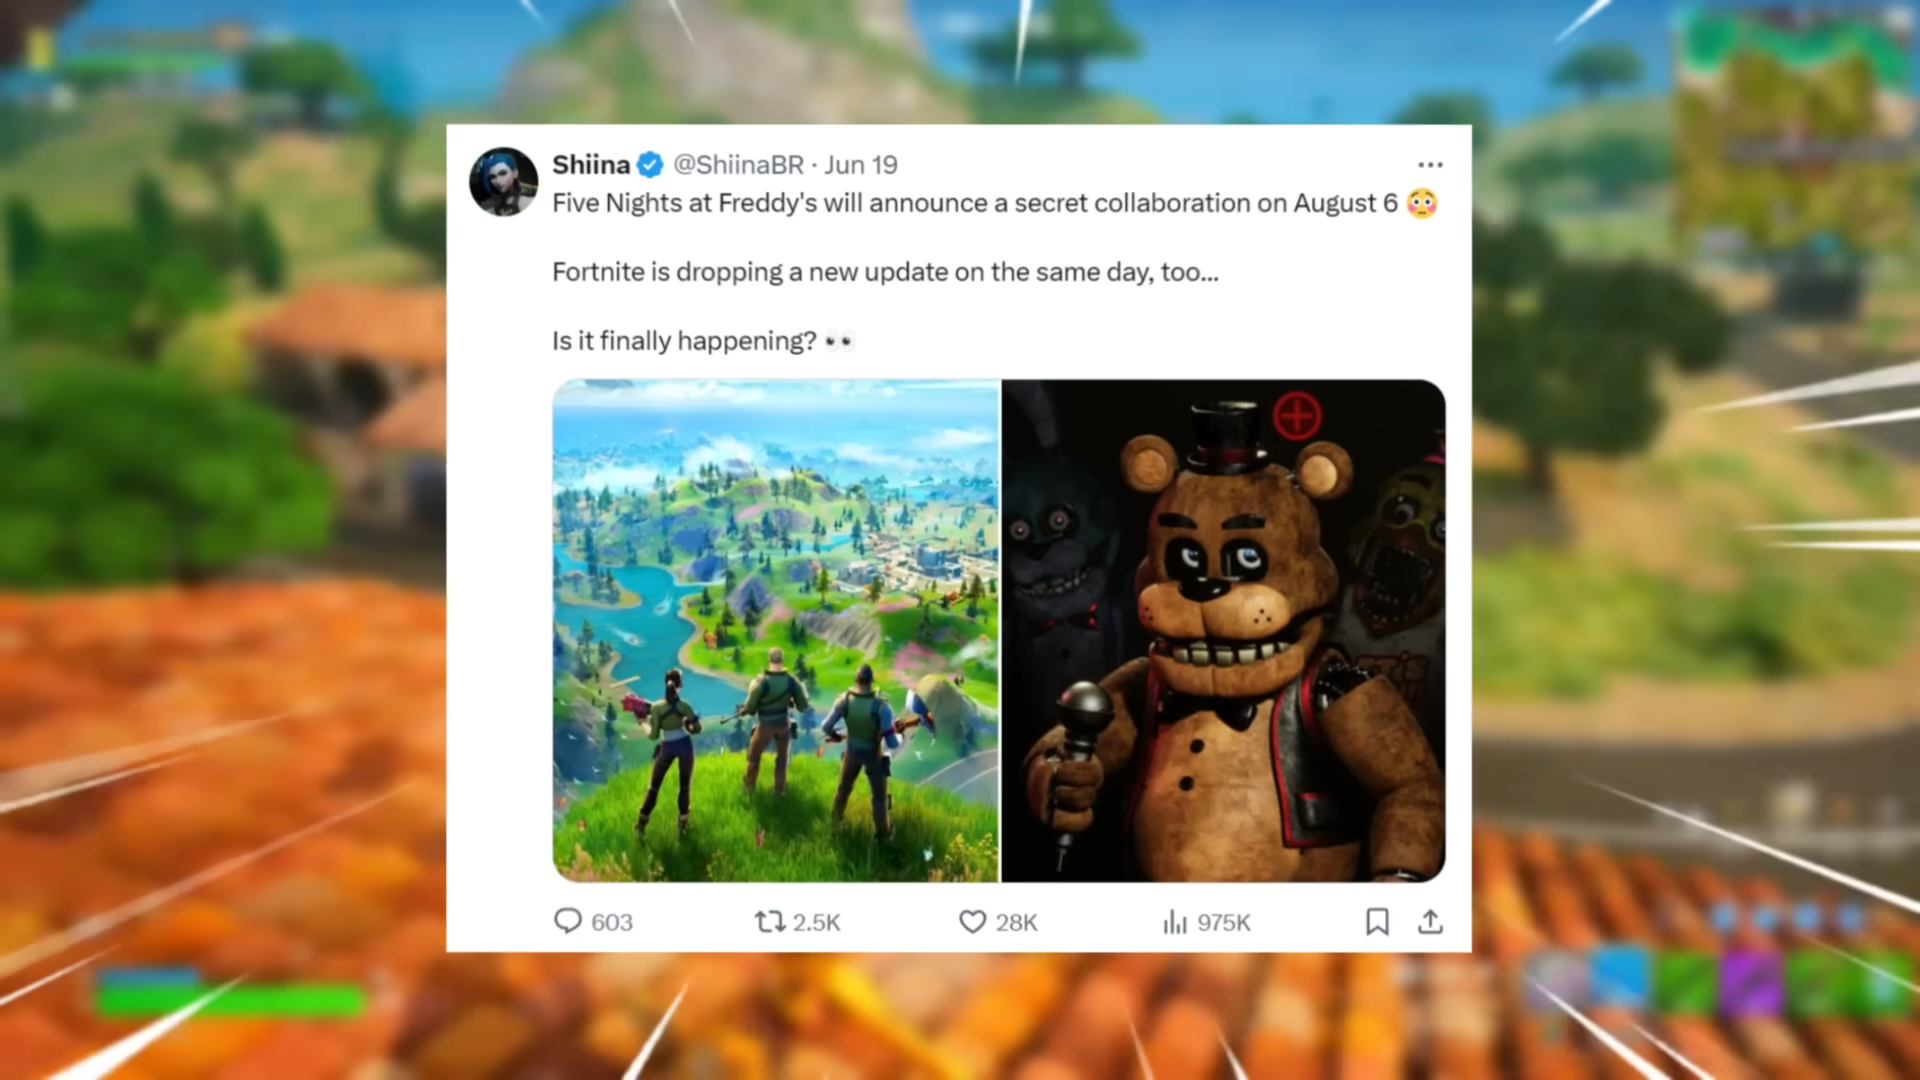 Shiina @ShiinaBR · Jun 19
Five Nights at Freddy's will announce a secret collaboration on August 6 😳
Fortnite is dropping a new update on the same day, too...
Is it finally happening? 👀
603 2.5K 28K 975K